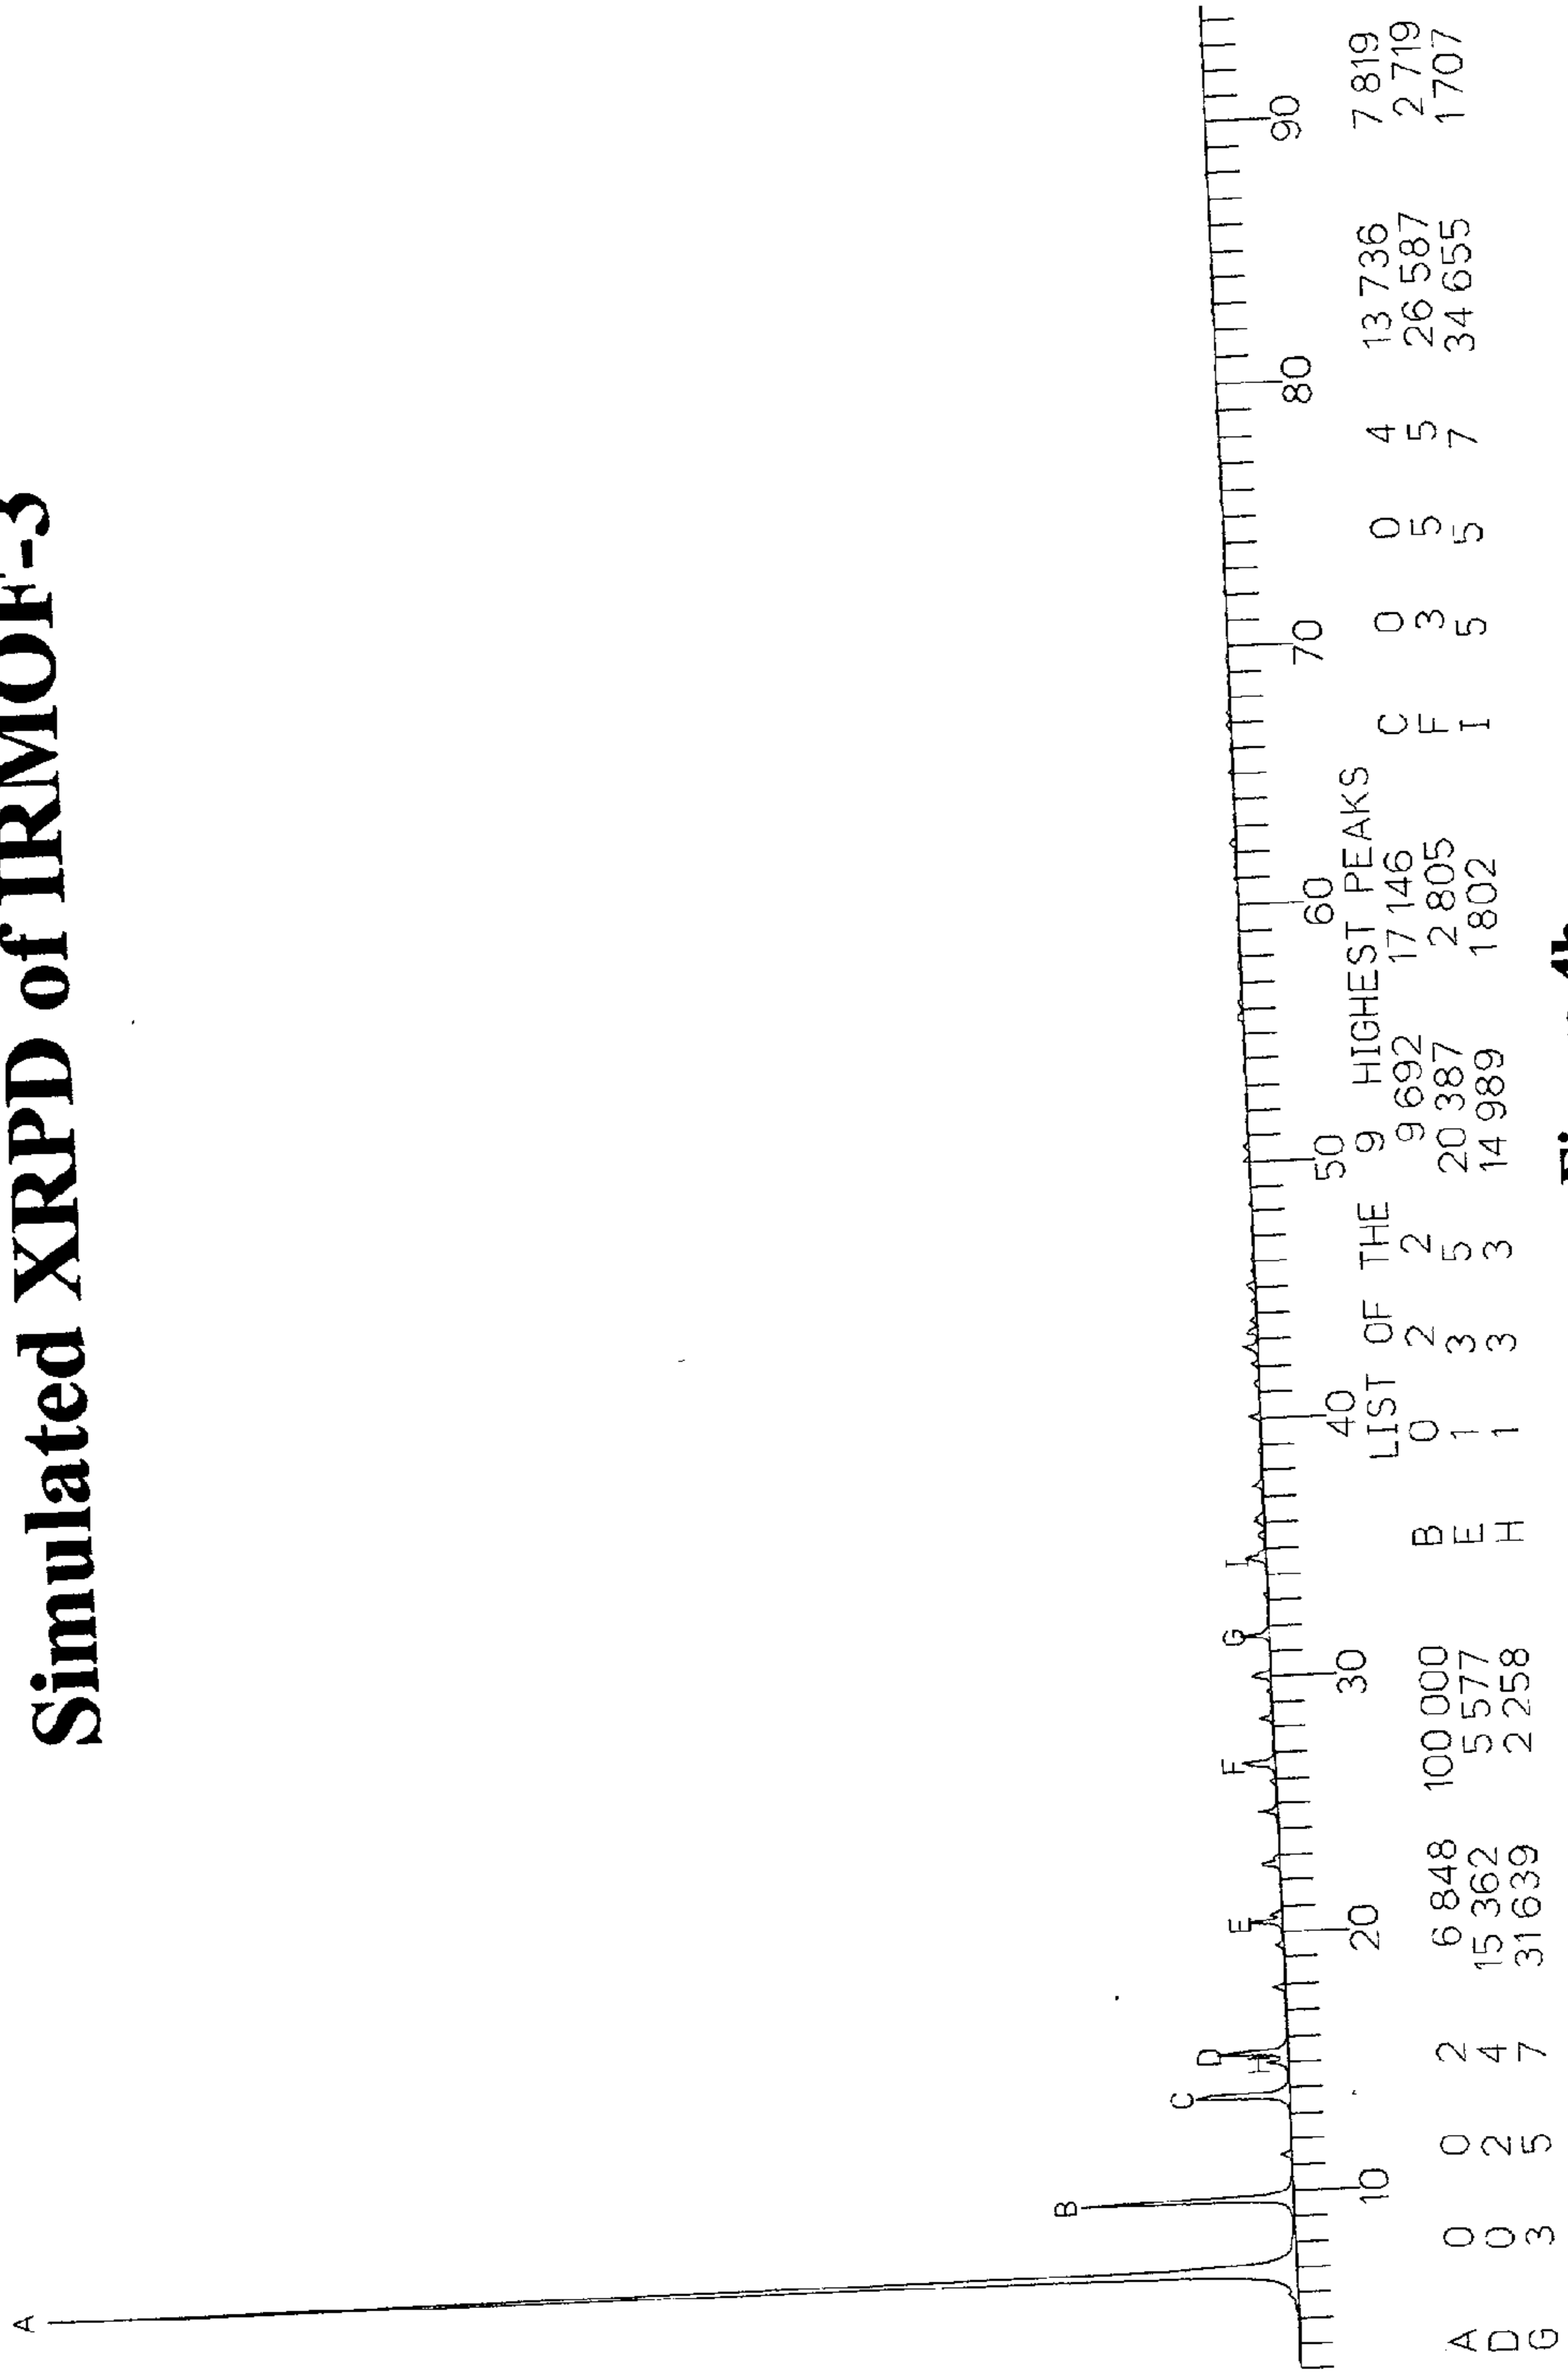 Simulated XRPD of IRMOF-3
A
B
C
D
H
E
F
G
I
10 20 30 40 50 60 70 80 90
LIST OF THE 9 HIGHEST PEAKS
A 0 0 2 6 848 100 000 B 0 2 2 9 692 17 146 C 0 0 4 13 736 7 819
D 0 2 4 15 362 5 577 E 1 3 5 20 387 2 805 F 3 5 5 26 587 2 719
G 3 5 7 31 639 2 258 H 1 3 3 14 989 1 802 I 5 5 7 34 655 1 707